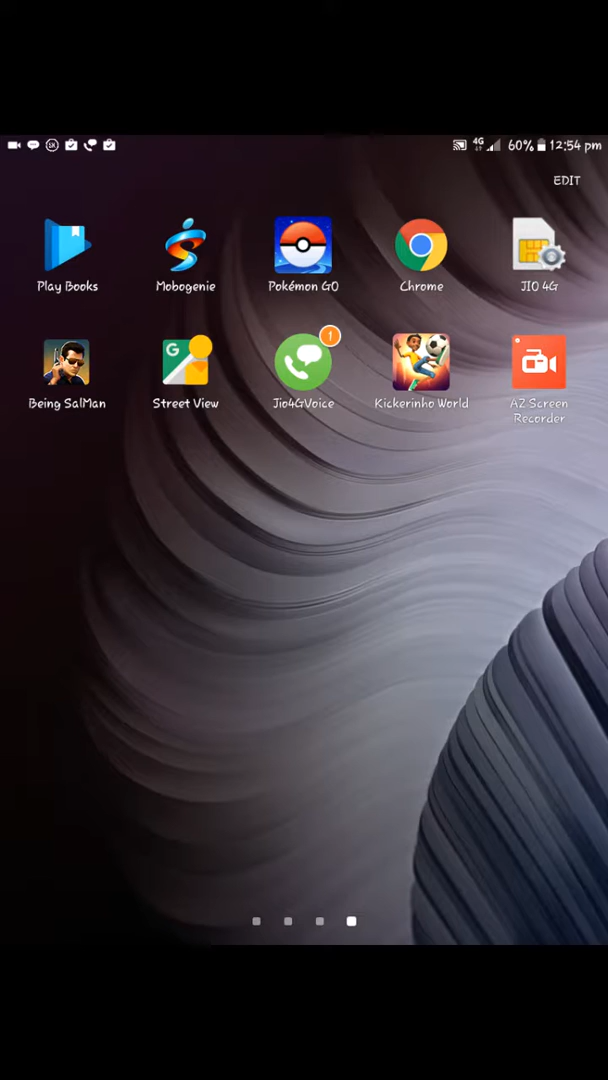 4G 60% 12:54 pm
EDIT
Play Books Mobogenie Pokémon GO Chrome JIO 4G
G 1
Being SalMan Street View Jio4GVoice Kickerinho World AZ Screen
Recorder